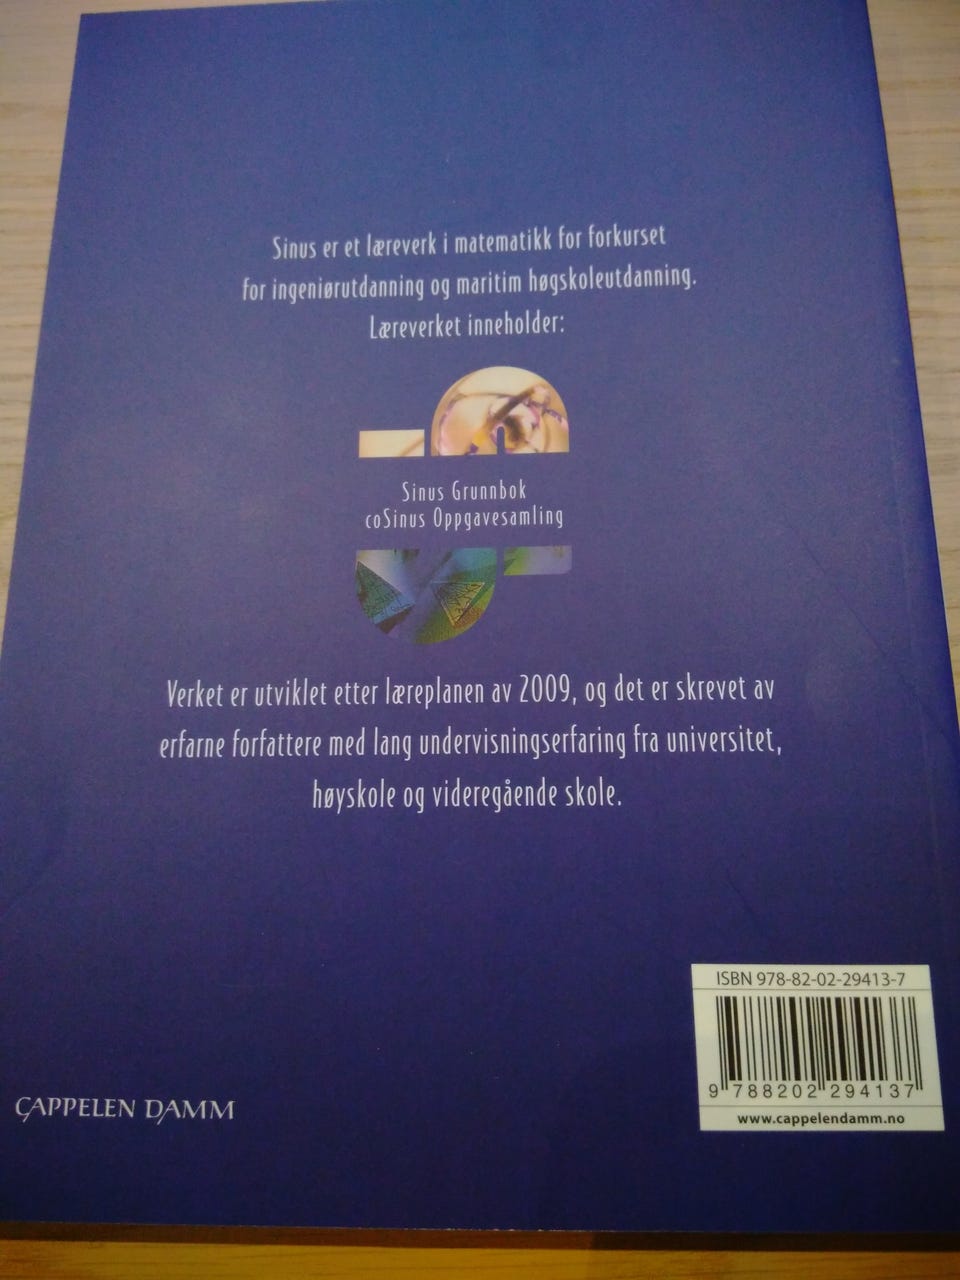 Sinus er et læreverk i matematikk for forkurset
for ingeniørutdanning og maritim høgskoleutdanning.
Læreverket inneholder:
Sinus Grunnbok
coSinus Oppgavesamling
Verket er utviklet etter læreplanen av 2009, og det er skrevet av
erfarne forfattere med lang undervisningserfaring fra universitet,
høyskole og videregående skole.
ISBN 978-82-02-29413-7
9 788202 294137
www.cappelendamm.no
CAPPELEN DAMM